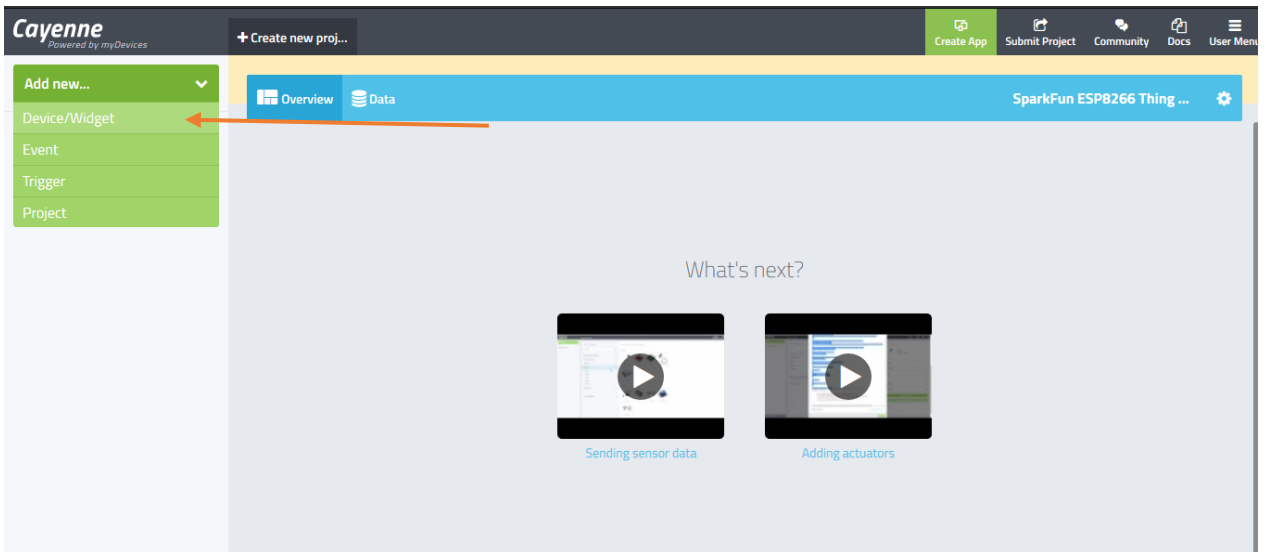 Cayenne
Powered by myDevices
+ Create new proj...
Create App
Submit Project
Community
Docs
User Menu
Add new...
Device/Widget
Event
Trigger
Project
Overview
Data
SparkFun ESP8266 Thing ...
What's next?
Sending sensor data
Adding actuators